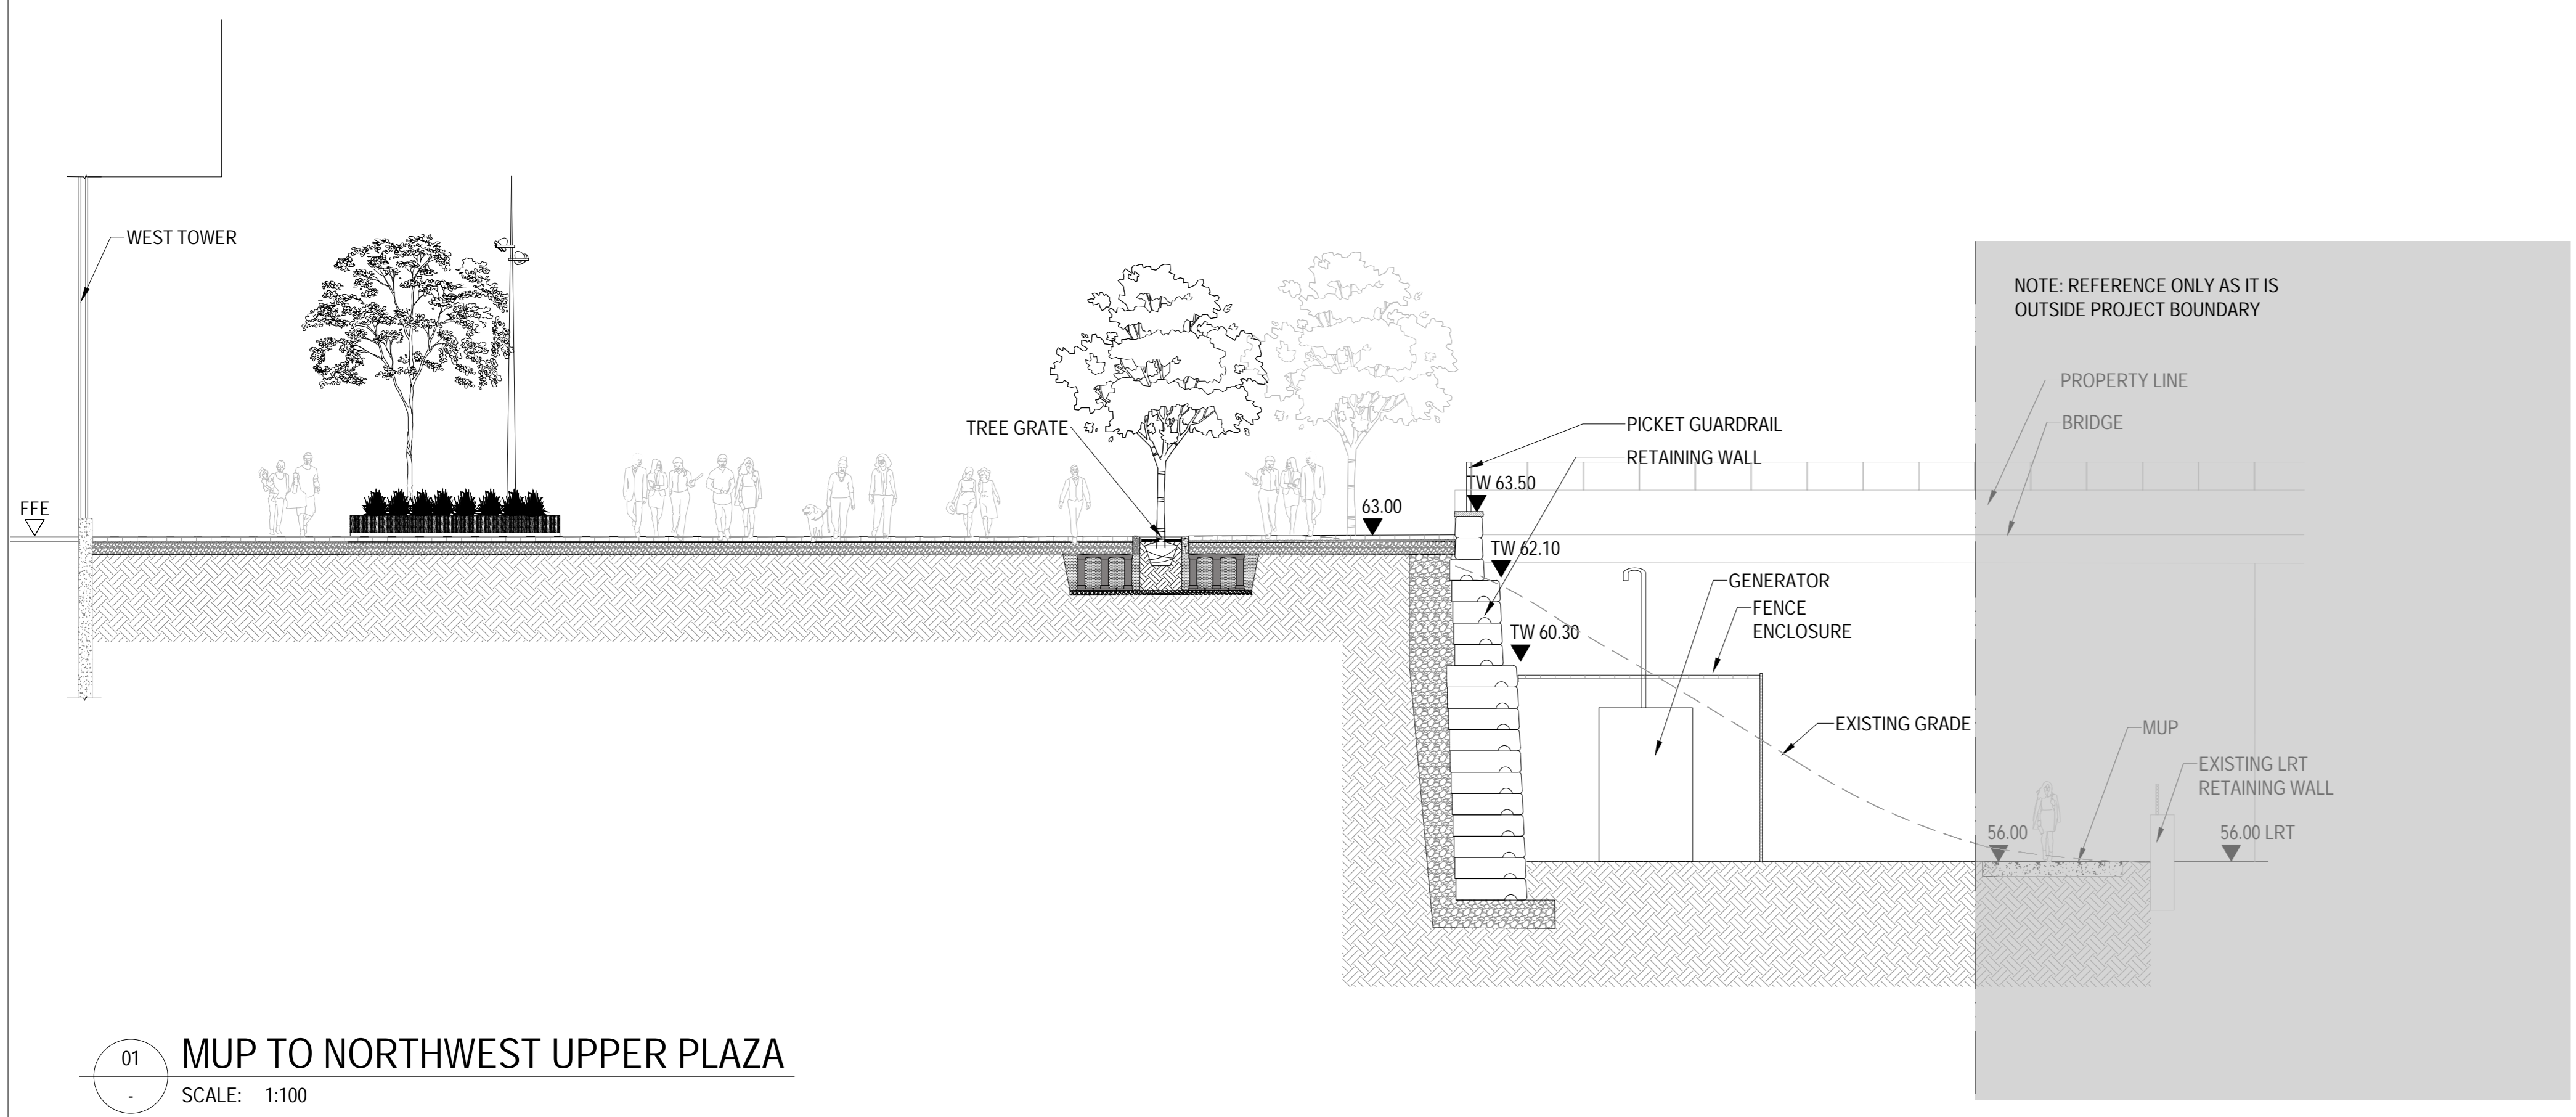 WEST TOWER
NOTE: REFERENCE ONLY AS IT IS
OUTSIDE PROJECT BOUNDARY
PROPERTY LINE
BRIDGE
TREE GRATE
PICKET GUARDRAIL
RETAINING WALL
TW 63.50
FFE
63.00
TW 62.10
GENERATOR
FENCE
ENCLOSURE
TW 60.30
EXISTING GRADE
MUP
EXISTING LRT
RETAINING WALL
56.00
56.00 LRT
01
-
MUP TO NORTHWEST UPPER PLAZA
SCALE: 1:100